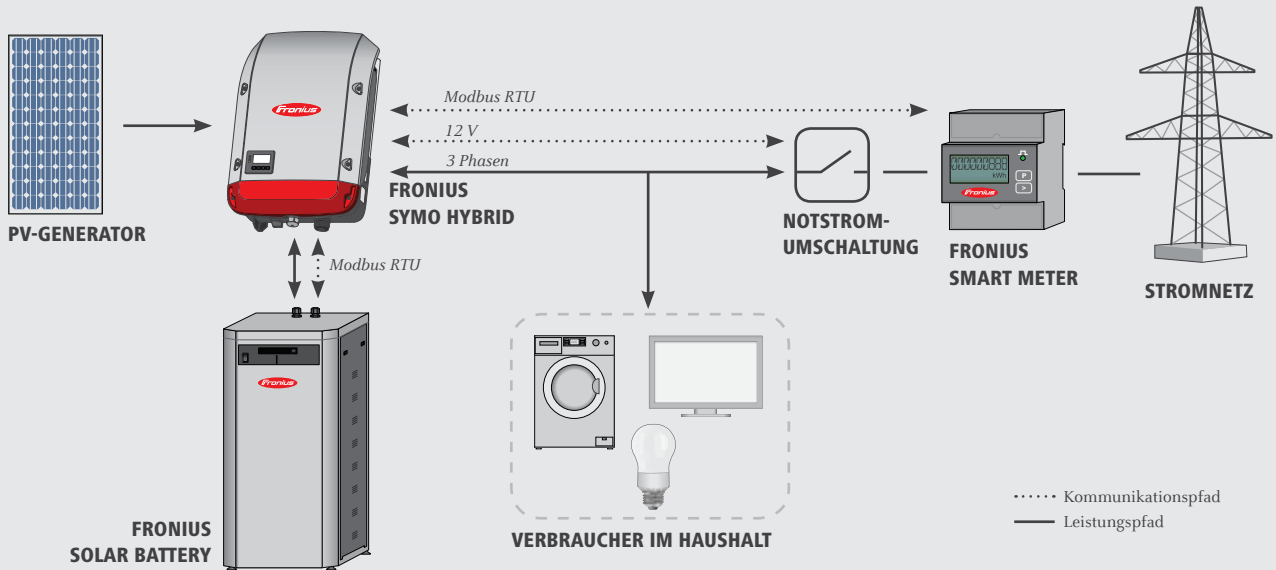 Fronius
Modbus RTU
12 V
3 Phasen
FRONIUS
SYMO HYBRID
PV-GENERATOR
NOTSTROM-
UMSCHALTUNG
kWh
P
>
Fronius
FRONIUS
SMART METER
STROMNETZ
Modbus RTU
Fronius
FRONIUS
SOLAR BATTERY
VERBRAUCHER IM HAUSHALT
Kommunikationspfad
Leistungspfad